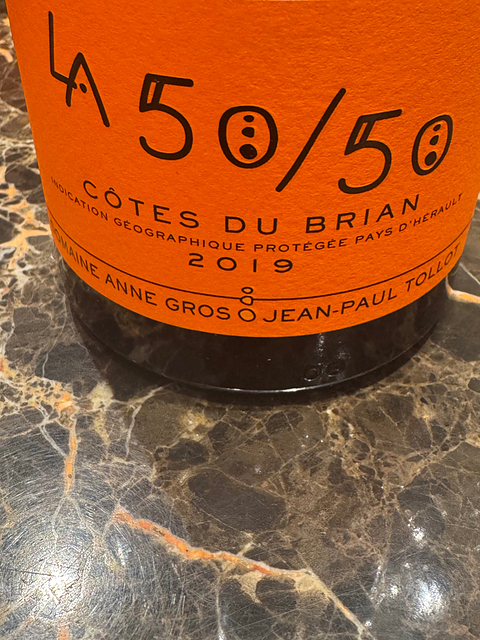 LA 50/50
CÔTES DU BRIAN
INDICATION GÉOGRAPHIQUE PROTÉGÉE PAYS D'HÉRAULT
2019
DOMAINE ANNE GROS & JEAN-PAUL TOLLOT